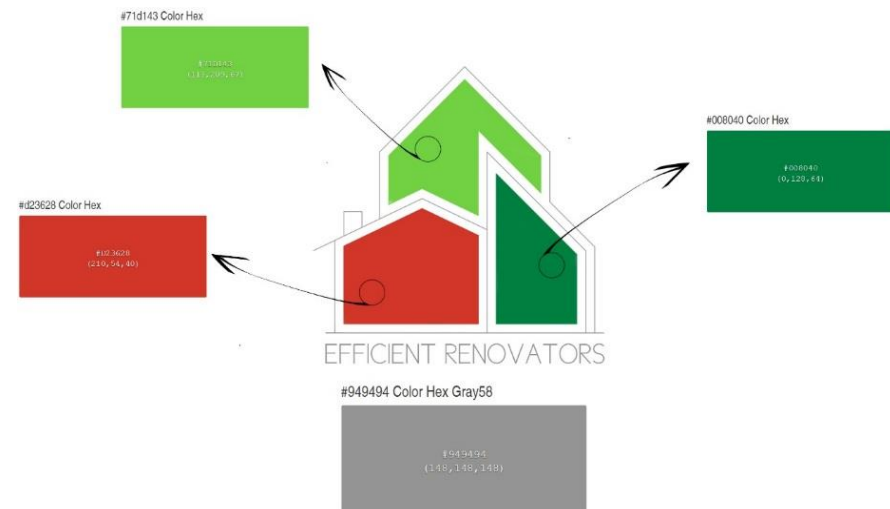 #71d143 Color Hex
#008040 Color Hex
#008040
(0,128,64)
#d23628 Color Hex
#d23628
(210,54,40)
EFFICIENT RENOVATORS
#949494 Color Hex Gray58
#949494
(148,148,148)